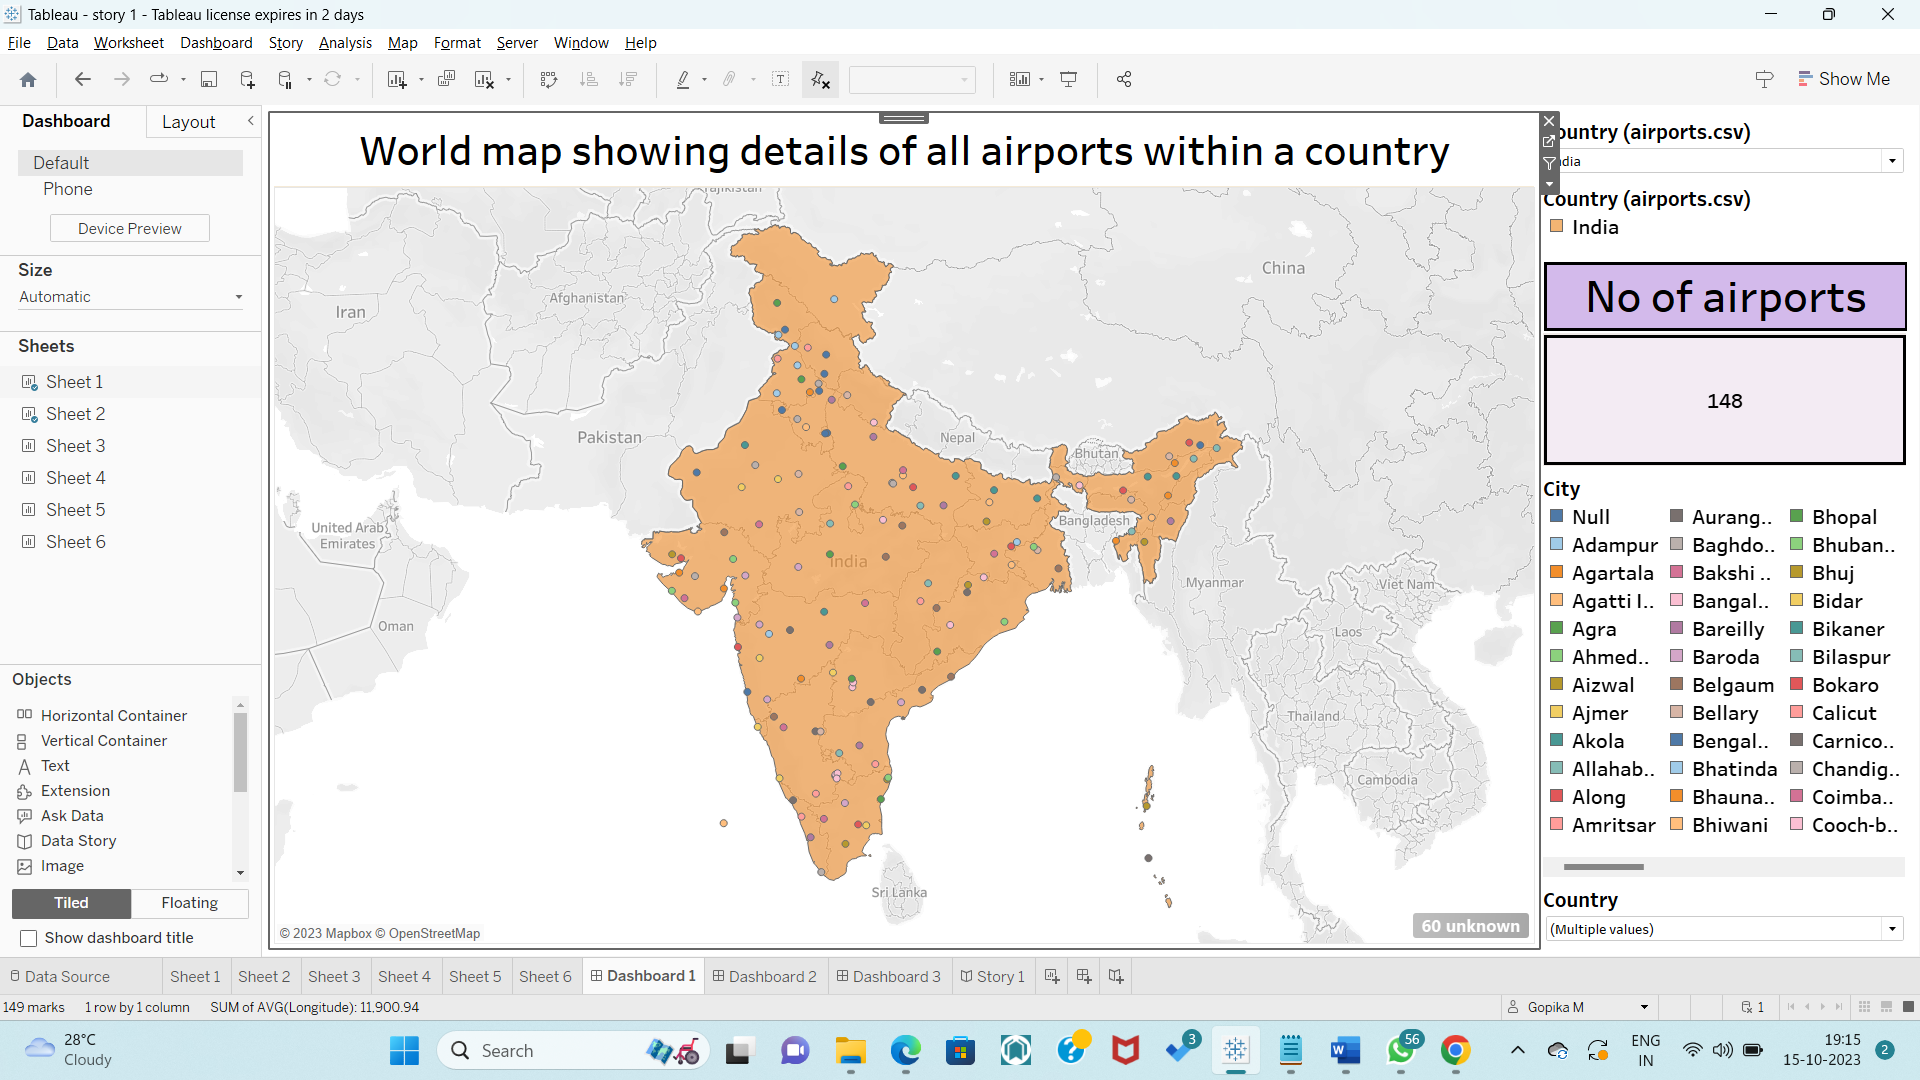 Tableau - story 1 - Tableau license expires in 2 days
File Data Worksheet Dashboard Story Analysis Map Format Server Window Help
Show Me
Dashboard Layout
Default
Phone
Device Preview
Size
Automatic
Sheets
Sheet 1
Sheet 2
Sheet 3
Sheet 4
Sheet 5
Sheet 6
Objects
Horizontal Container
Vertical Container
Text
Extension
Ask Data
Data Story
Image
Tiled Floating
Show dashboard title
World map showing details of all airports within a country
Tajikistan
China
Afghanistan
Iran
Pakistan
Nepal
Bhutan
United Arab
Emirates
Bangladesh
India
Myanmar
Viet Nam
Oman
Laos
Thailand
Cambodia
Sri Lanka
© 2023 Mapbox © OpenStreetMap
60 unknown
ountry (airports.csv)
dia
Country (airports.csv)
India
No of airports
148
City
Null Aurang.. Bhopal
Adampur Baghdo.. Bhuban..
Agartala Bakshi .. Bhuj
Agatti I.. Bangal.. Bidar
Agra Bareilly Bikaner
Ahmed.. Baroda Bilaspur
Aizwal Belgaum Bokaro
Ajmer Bellary Calicut
Akola Bengal.. Carnico..
Allahab.. Bhatinda Chandig..
Along Bhauna.. Coimba..
Amritsar Bhiwani Cooch-b..
Country
(Multiple values)
Data Source Sheet 1 Sheet 2 Sheet 3 Sheet 4 Sheet 5 Sheet 6 Dashboard 1 Dashboard 2 Dashboard 3 Story 1
149 marks 1 row by 1 column SUM of AVG(Longitude): 11,900.94 Gopika M 1
28°C
Cloudy
Search
3
56
ENG
IN
19:15
15-10-2023
2